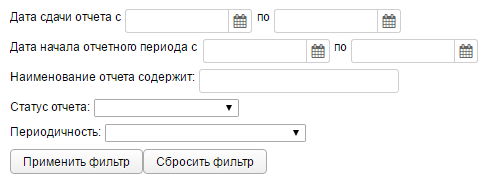 Дата сдачи отчета с по
Дата начала отчетного периода с по
Наименование отчета содержит:
Статус отчета:
Периодичность:
Применить фильтр Сбросить фильтр